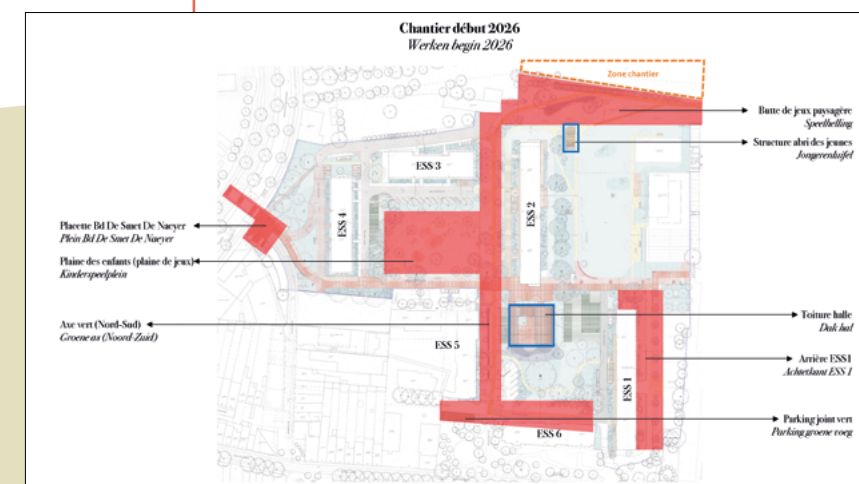 Chantier début 2026
Werken begin 2026
Zone chantier
Butte de jeux paysagère
Speelhelling
Structure abri des jeunes
Jongerenluifel
ESS 3
ESS 4
ESS 2
Placette Bd De Smet De Naeyer
Plein Bd De Smet De Naeyer
Plaine des enfants (plaine de jeux)
Kinderspeelplein
Axe vert (Nord-Sud)
Groene as (Noord-Zuid)
ESS 5
Toiture halle
Dak hal
Arrière ESS1
Achterkant ESS 1
ESS 1
Parking joint vert
Parking groene voeg
ESS 6